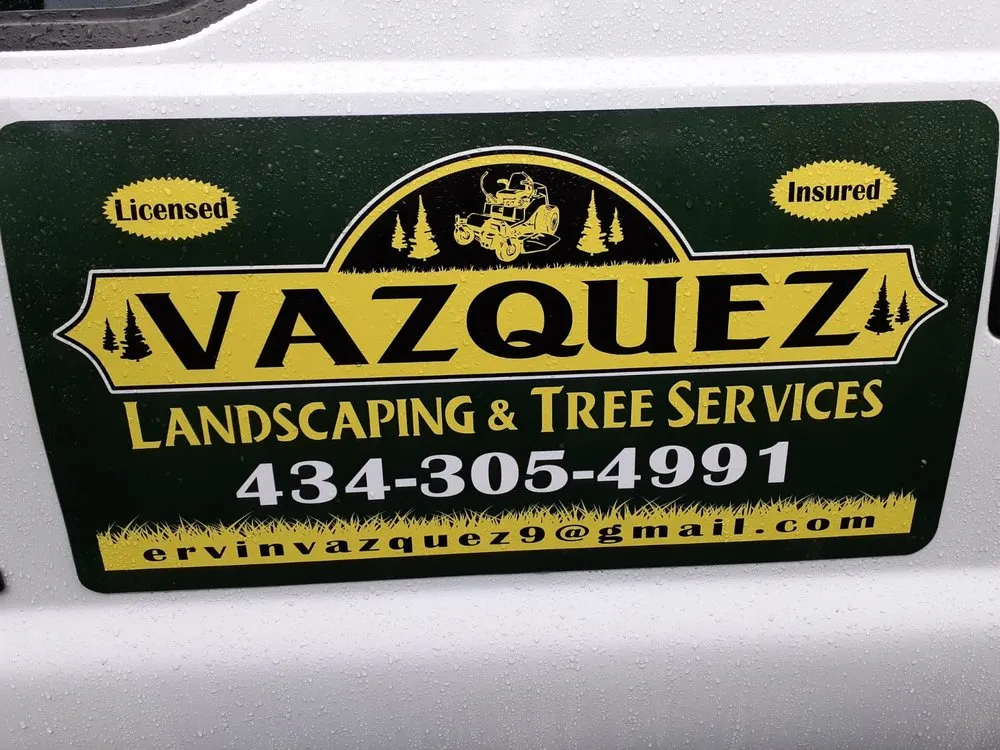 Licensed
Insured
VAZQUEZ
LANDSCAPING & TREE SERVICES
434-305-4991
ervinvazquez9@gmail.com